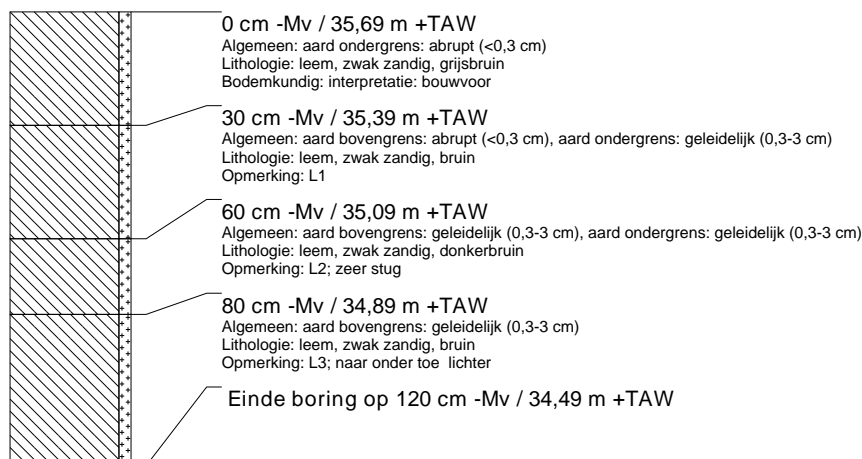 0 cm -Mv / 35,69 m +TAW
Algemeen: aard ondergrens: abrupt (<0,3 cm)
Lithologie: leem, zwak zandig, grijsbruin
Bodemkundig: interpretatie: bouwvoor
30 cm -Mv / 35,39 m +TAW
Algemeen: aard bovengrens: abrupt (<0,3 cm), aard ondergrens: geleidelijk (0,3-3 cm)
Lithologie: leem, zwak zandig, bruin
Opmerking: L1
60 cm -Mv / 35,09 m +TAW
Algemeen: aard bovengrens: geleidelijk (0,3-3 cm), aard ondergrens: geleidelijk (0,3-3 cm)
Lithologie: leem, zwak zandig, donkerbruin
Opmerking: L2; zeer stug
80 cm -Mv / 34,89 m +TAW
Algemeen: aard bovengrens: geleidelijk (0,3-3 cm)
Lithologie: leem, zwak zandig, bruin
Opmerking: L3; naar onder toe lichter
Einde boring op 120 cm -Mv / 34,49 m +TAW